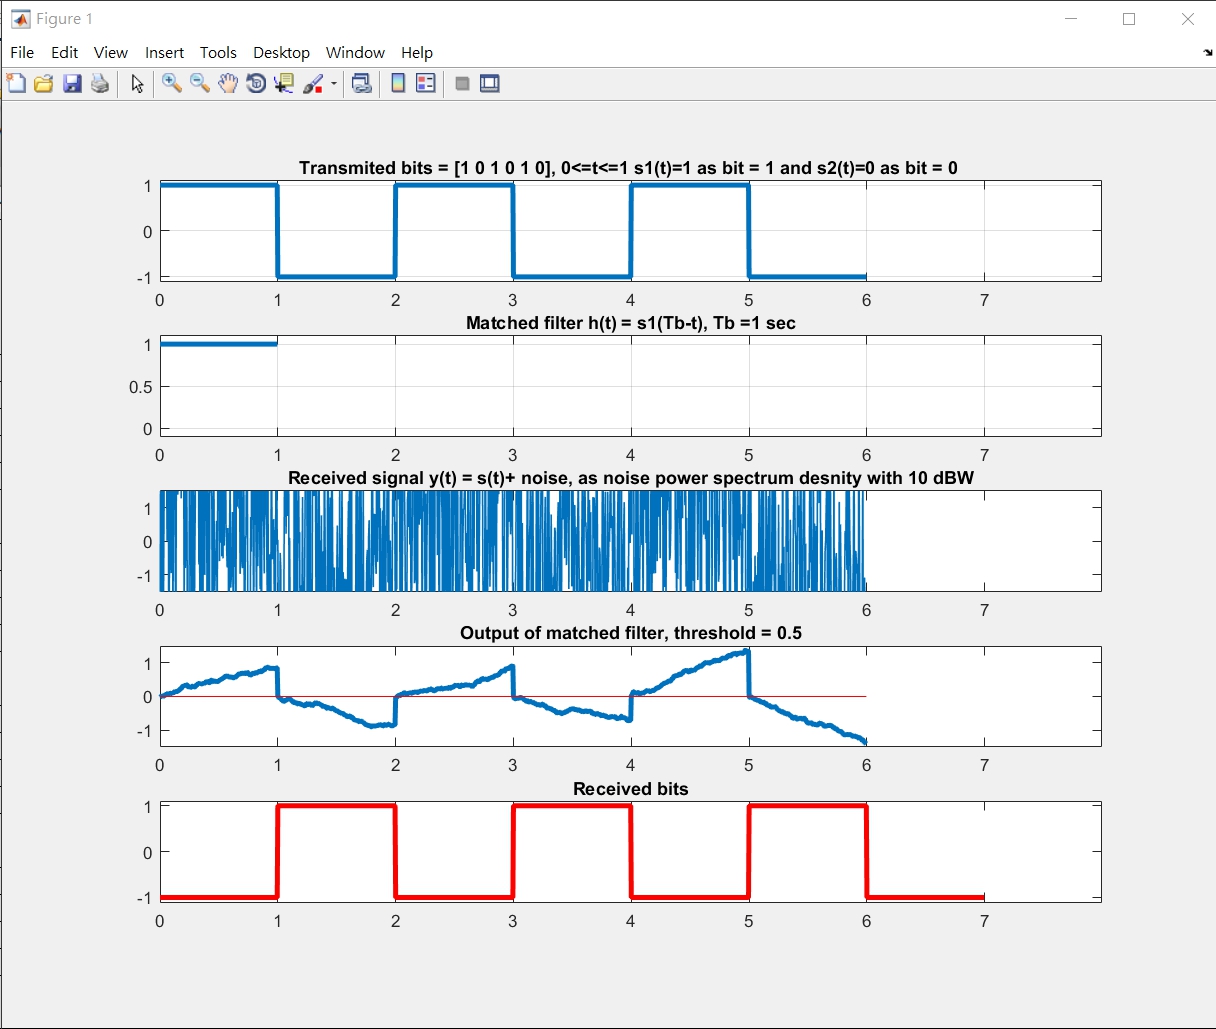 Figure 1
File Edit View Insert Tools Desktop Window Help
Transmited bits = [1 0 1 0 1 0], 0<=t<=1 s1(t)=1 as bit = 1 and s2(t)=0 as bit = 0
1
0
-1
0 1 2 3 4 5 6 7
Matched filter h(t) = s1(Tb-t), Tb =1 sec
1
0.5
0
0 1 2 3 4 5 6 7
Received signal y(t) = s(t)+ noise, as noise power spectrum desnity with 10 dBW
1
0
-1
0 1 2 3 4 5 6 7
Output of matched filter, threshold = 0.5
1
0
-1
0 1 2 3 4 5 6 7
Received bits
1
0
-1
0 1 2 3 4 5 6 7